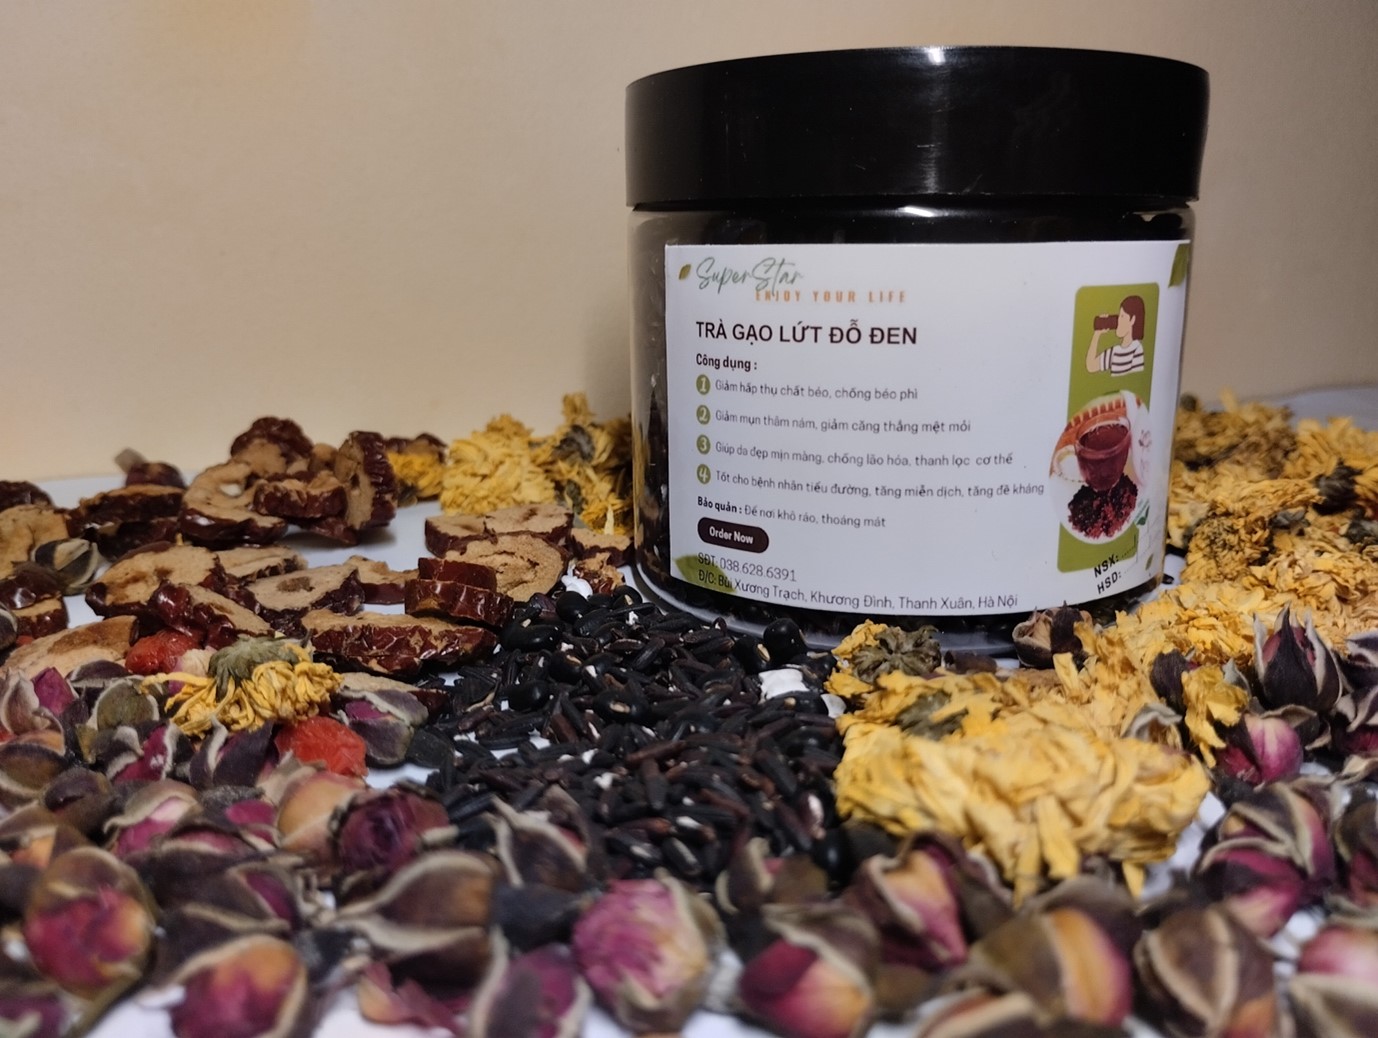 SuperStar
ENJOY YOUR LIFE
TRÀ GẠO LỨT ĐỖ ĐEN
Công dụng :
1 Giảm hấp thụ chất béo, chống béo phì
2 Giảm mụn thâm nám, giảm căng thẳng mệt mỏi
3 Giúp da đẹp mịn màng, chống lão hóa, thanh lọc cơ thể
4 Tốt cho bệnh nhân tiểu đường, tăng miễn dịch, tăng đề kháng
Bảo quản : Để nơi khô ráo, thoáng mát
Order Now
SĐT: 038.628.6391
Đ/C: Bùi Xương Trạch, Khương Đình, Thanh Xuân, Hà Nội
NSX:......
HSD: